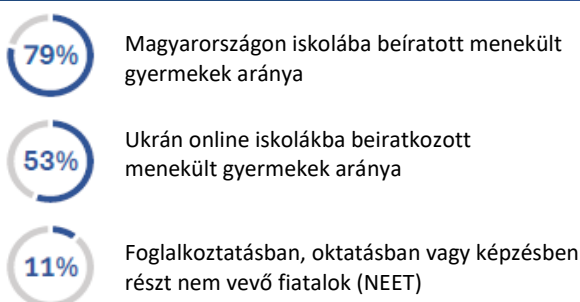 79%
Magyarországon iskolába beíratott menekült
gyermekek aránya
53%
Ukrán online iskolákba beiratkozott
menekült gyermekek aránya
11%
Foglalkoztatásban, oktatásban vagy képzésben
részt nem vevő fiatalok (NEET)